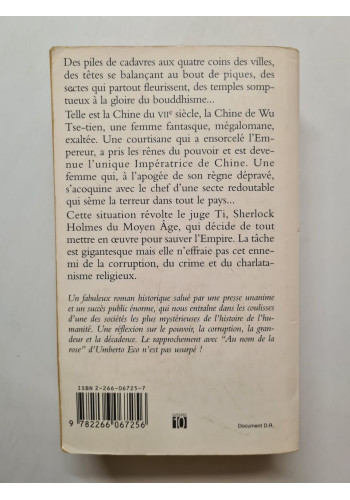 Des piles de cadavres aux quatre coins des villes,
des têtes se balançant au bout de piques, des
sectes qui partout fleurissent, des temples somp-
tueux à la gloire du bouddhisme...
Telle est la Chine du VIIe siècle, la Chine de Wu
Tse-tien, une femme fantasque, mégalomane,
exaltée. Une courtisane qui a ensorcelé l'Em-
pereur, a pris les rênes du pouvoir et est deve-
nue l'unique Impératrice de Chine. Une
femme qui, à l'apogée de son règne dépravé,
s'acoquine avec le chef d'une secte redoutable
qui sème la terreur dans tout le pays...
Cette situation révolte le juge Ti, Sherlock
Holmes du Moyen Âge, qui décide de tout
mettre en œuvre pour sauver l'Empire. La tâche
est gigantesque mais elle n'effraie pas cet enne-
mi de la corruption, du crime et du charlata-
nisme religieux.
Un fabuleux roman historique salué par une presse unanime
et un succès public énorme, qui nous entraîne dans les coulisses
d'une des sociétés les plus mystérieuses de l'histoire de l'hu-
manité. Une réflexion sur le pouvoir, la corruption, la gran-
deur et la décadence. Le rapprochement avec "Au nom de la
rose" d'Umberto Eco n'est pas usurpé !
ISBN 2-266-06725-7
9 782266 067256
10
Document D.R.